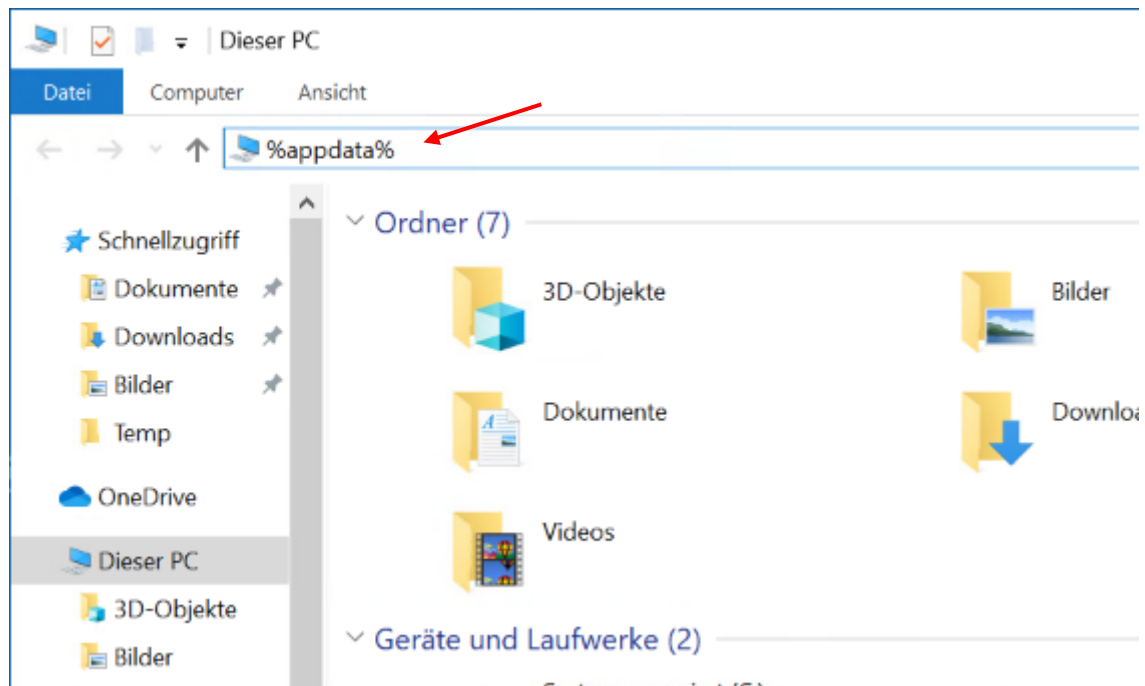 Dieser PC
Datei Computer Ansicht
%appdata%
Schnellzugriff
Dokumente
Downloads
Bilder
Temp
OneDrive
Dieser PC
3D-Objekte
Bilder
Ordner (7)
3D-Objekte
Bilder
Dokumente
Downloa
Videos
Geräte und Laufwerke (2)